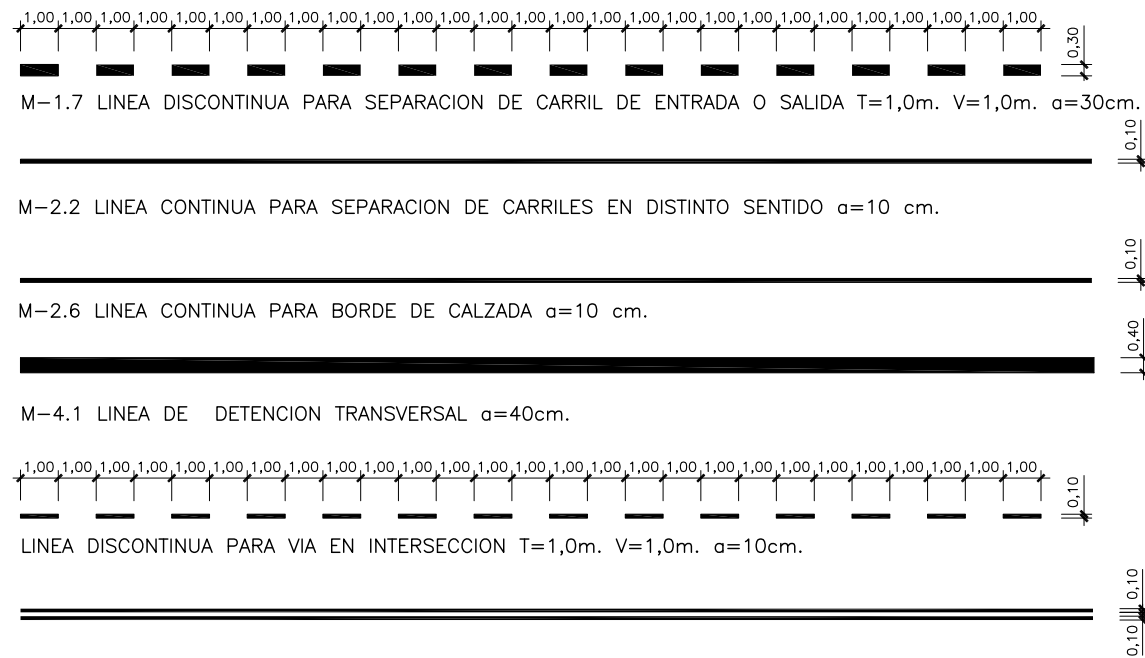 1,00 1,00 1,00 1,00 1,00 1,00 1,00 1,00 1,00 1,00 1,00 1,00 1,00 1,00 1,00 1,00 1,00 1,00 1,00 1,00 1,00 1,00 1,00 1,00 1,00 1,00 1,00
0,30
M-1.7 LINEA DISCONTINUA PARA SEPARACION DE CARRIL DE ENTRADA O SALIDA T=1,0m. V=1,0m. a=30cm.
0,10
M-2.2 LINEA CONTINUA PARA SEPARACION DE CARRILES EN DISTINTO SENTIDO a=10 cm.
0,10
M-2.6 LINEA CONTINUA PARA BORDE DE CALZADA a=10 cm.
0,40
M-4.1 LINEA DE DETENCION TRANSVERSAL a=40cm.
1,00 1,00 1,00 1,00 1,00 1,00 1,00 1,00 1,00 1,00 1,00 1,00 1,00 1,00 1,00 1,00 1,00 1,00 1,00 1,00 1,00 1,00 1,00 1,00 1,00 1,00 1,00
0,10
LINEA DISCONTINUA PARA VIA EN INTERSECCION T=1,0m. V=1,0m. a=10cm.
0,10
0,10